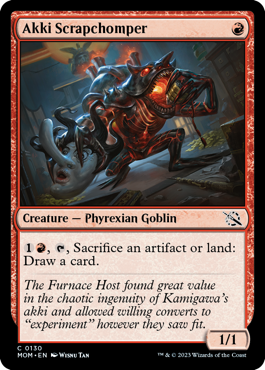 Akki Scrapchomper
Creature — Phyrexian Goblin
1, Sacrifice an artifact or land:
Draw a card.
The Furnace Host found great value
in the chaotic ingenuity of Kamigawa's
akki and allowed willing converts to
"experiment" however they saw fit.
1/1
C 0130
MOM • EN Wisnu Tan
™ & © 2023 Wizards of the Coast